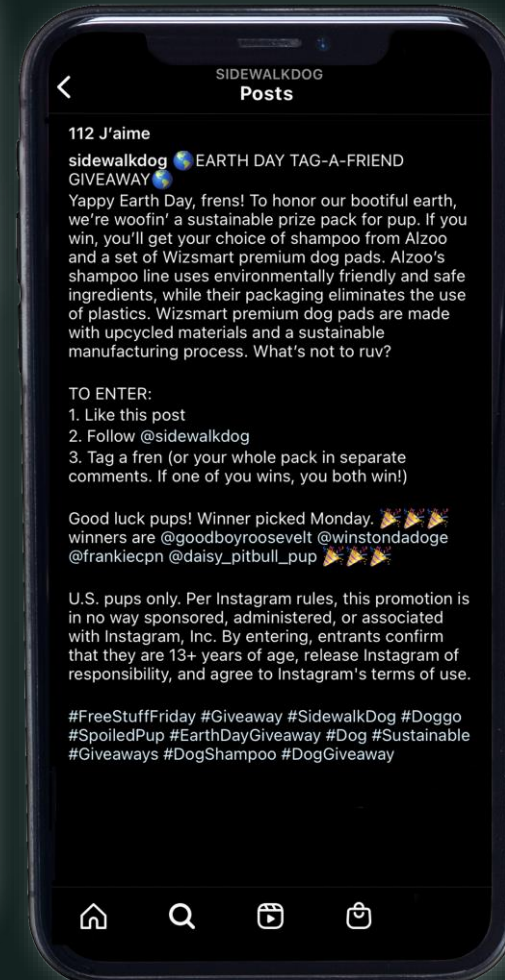 SIDEWALKDOG
Posts
112 J’aime
sidewalkdog 🌎EARTH DAY TAG-A-FRIEND
GIVEAWAY🌎
Yappy Earth Day, frens! To honor our bootiful earth,
we’re woofin’ a sustainable prize pack for pup. If you
win, you’ll get your choice of shampoo from Alzoo
and a set of Wizsmart premium dog pads. Alzoo’s
shampoo line uses environmentally friendly and safe
ingredients, while their packaging eliminates the use
of plastics. Wizsmart premium dog pads are made
with upcycled materials and a sustainable
manufacturing process. What’s not to ruv?
TO ENTER:
1. Like this post
2. Follow @sidewalkdog
3. Tag a fren (or your whole pack in separate
comments. If one of you wins, you both win!)
Good luck pups! Winner picked Monday. 🎉🎉🎉
winners are @goodboyroosevelt @winstondadoge
@frankiecpn @daisy_pitbull_pup 🎉🎉🎉
U.S. pups only. Per Instagram rules, this promotion is
in no way sponsored, administered, or associated
with Instagram, Inc. By entering, entrants confirm
that they are 13+ years of age, release Instagram of
responsibility, and agree to Instagram's terms of use.
#FreeStuffFriday #Giveaway #SidewalkDog #Doggo
#SpoiledPup #EarthDayGiveaway #Dog #Sustainable
#Giveaways #DogShampoo #DogGiveaway